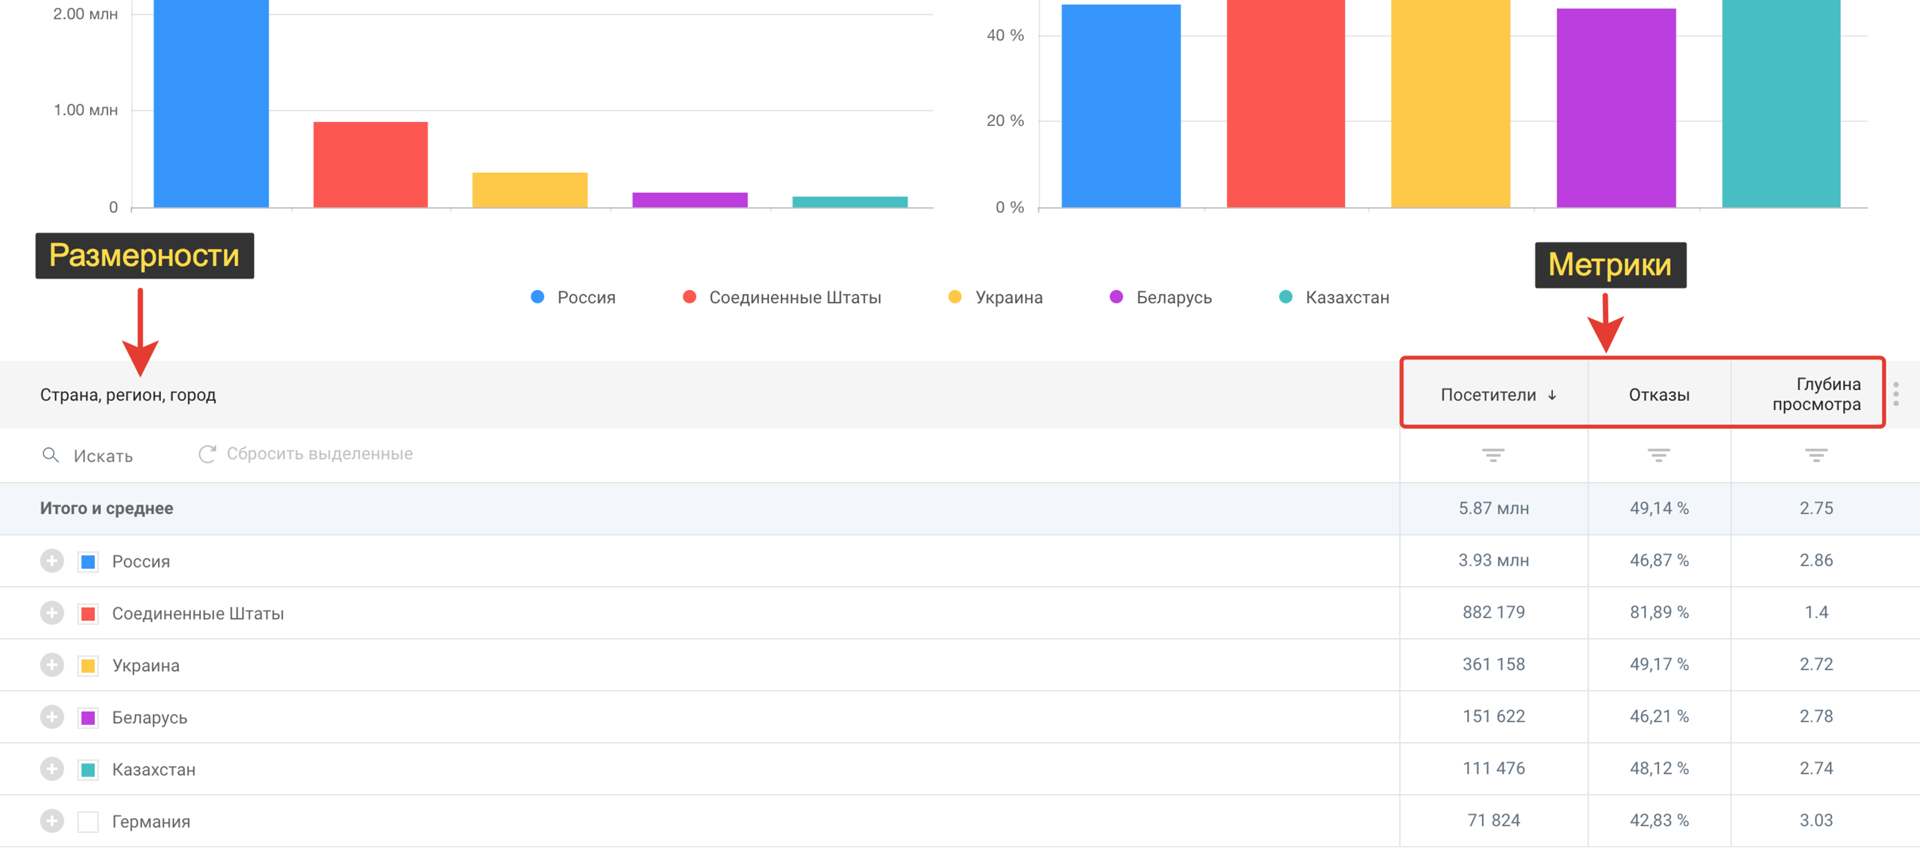 2.00 млн
1.00 млн
0
40 %
20 %
0 %
Размерности
Метрики
Россия
Соединенные Штаты
Украина
Беларусь
Казахстан
Страна, регион, город
Посетители ↓
Отказы
Глубина
просмотра
Искать
Сбросить выделенные
Итого и среднее 5.87 млн 49,14 % 2.75
Россия 3.93 млн 46,87 % 2.86
Соединенные Штаты 882 179 81,89 % 1.4
Украина 361 158 49,17 % 2.72
Беларусь 151 622 46,21 % 2.78
Казахстан 111 476 48,12 % 2.74
Германия 71 824 42,83 % 3.03